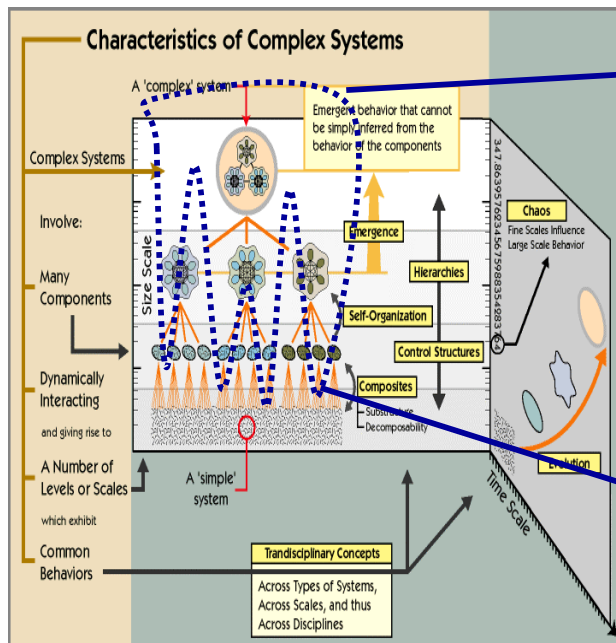 Characteristics of Complex Systems
A 'complex' system
Emergent behavior that cannot
be simply inferred from the
behavior of the components
Complex Systems
Involve:
Many
Components
Dynamically
Interacting
and giving rise to
A Number of
Levels or Scales
which exhibit
Common
Behaviors
Size Scale
Emergence
Hierarchies
Self-Organization
Control Structures
Composites
Substructure
Decomposability
A 'simple'
system
Chaos
Fine Scales Influence
Large Scale Behavior
Evolution
Time Scale
Trandisciplinary Concepts
Across Types of Systems,
Across Scales, and thus
Across Disciplines